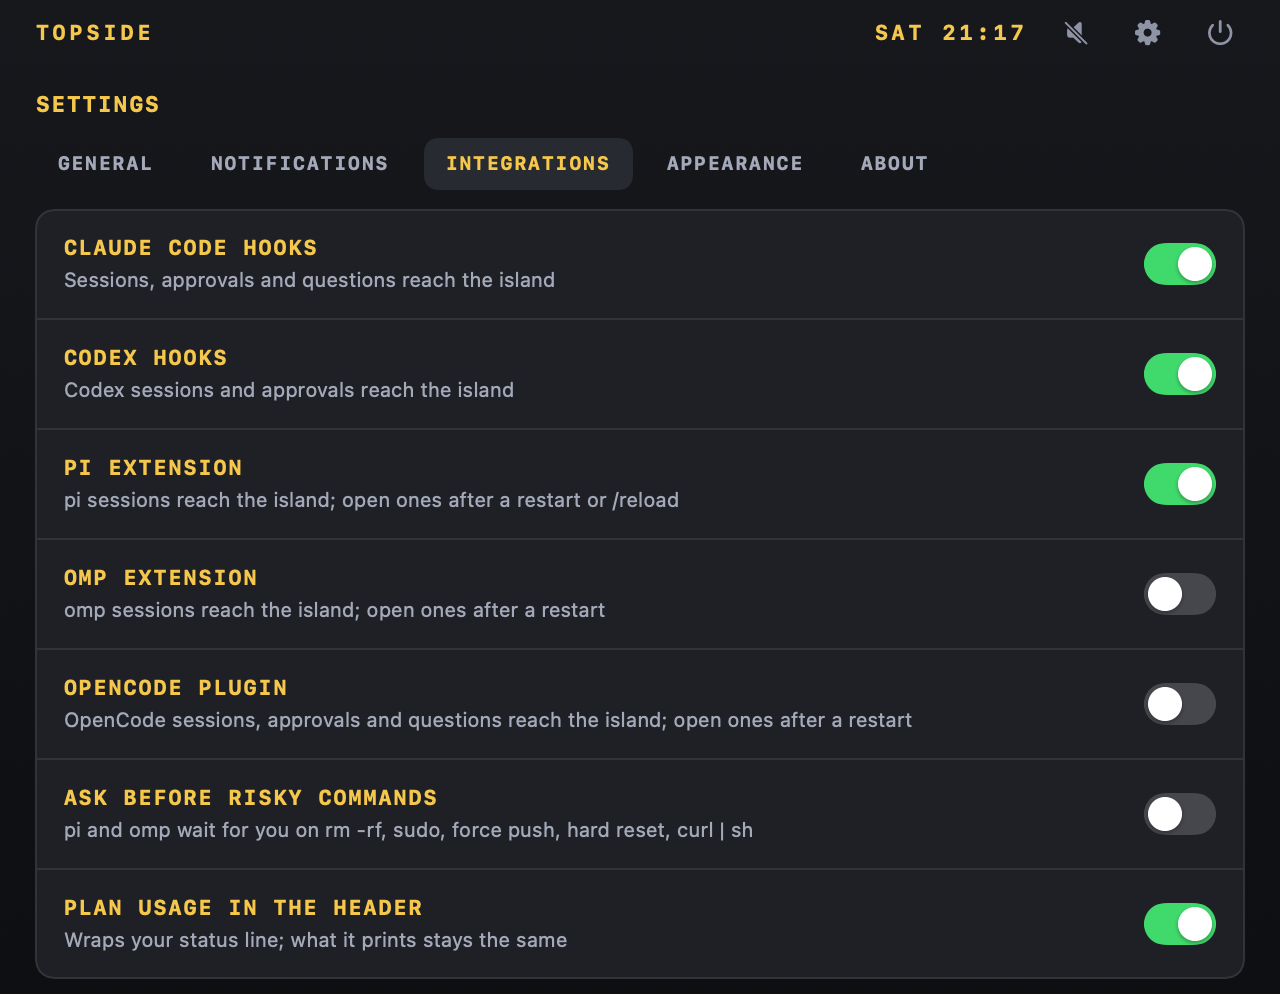 TOPSIDE
SAT 21:17
SETTINGS
GENERAL NOTIFICATIONS INTEGRATIONS APPEARANCE ABOUT
CLAUDE CODE HOOKS
Sessions, approvals and questions reach the island
CODEX HOOKS
Codex sessions and approvals reach the island
PI EXTENSION
pi sessions reach the island; open ones after a restart or /reload
OMP EXTENSION
omp sessions reach the island; open ones after a restart
OPENCODE PLUGIN
OpenCode sessions, approvals and questions reach the island; open ones after a restart
ASK BEFORE RISKY COMMANDS
pi and omp wait for you on rm -rf, sudo, force push, hard reset, curl | sh
PLAN USAGE IN THE HEADER
Wraps your status line; what it prints stays the same